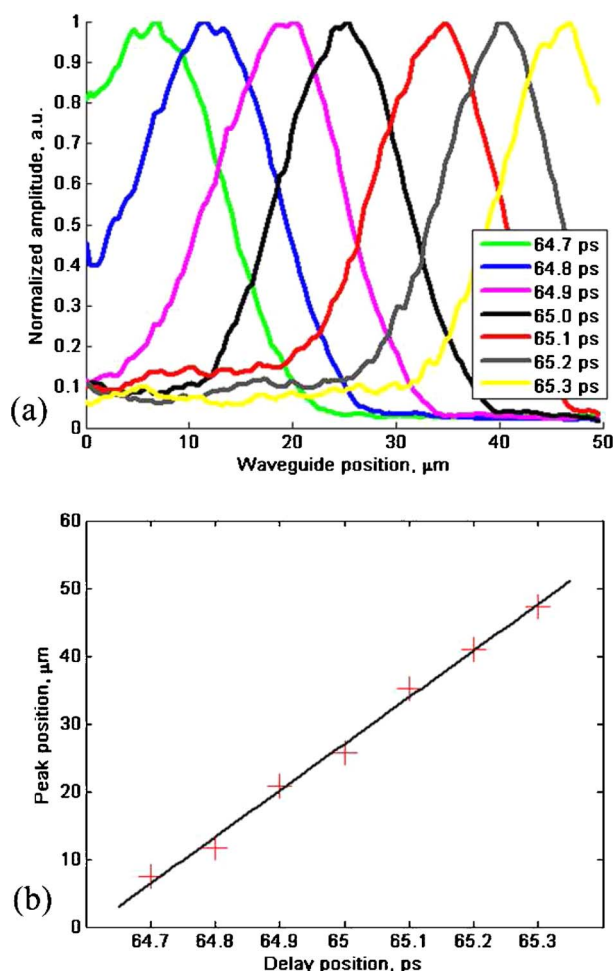 1
0.9
0.8
0.7
0.6
0.5
0.4
0.3
0.2
0.1
0
Normalized amplitude, a.u.
64.7 ps
64.8 ps
64.9 ps
65.0 ps
65.1 ps
65.2 ps
65.3 ps
(a)
0 10 20 30 40 50
Waveguide position, μm
60
50
40
30
20
10
0
Peak position, μm
(b)
64.7 64.8 64.9 65 65.1 65.2 65.3
Delay position, ps